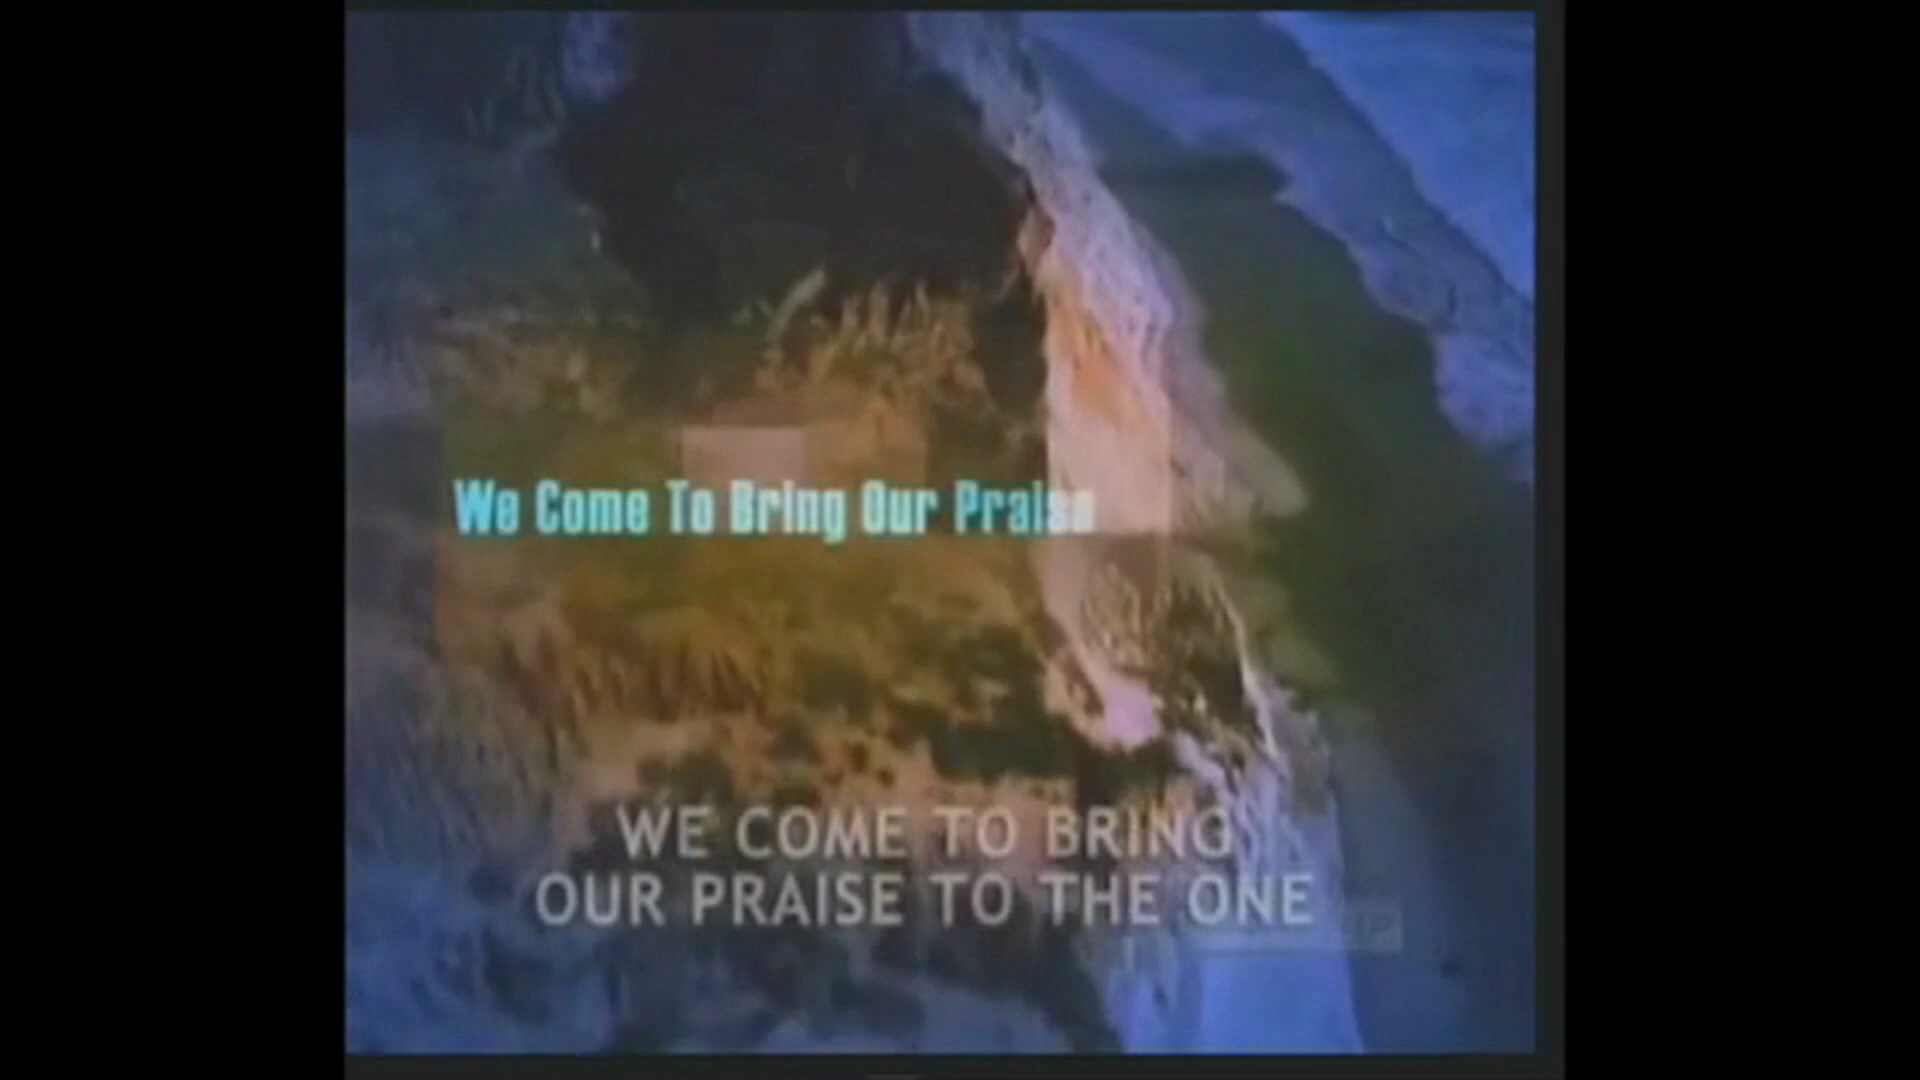 We Come To Bring Our Praise
WE COME TO BRING
OUR PRAISE TO THE ONE